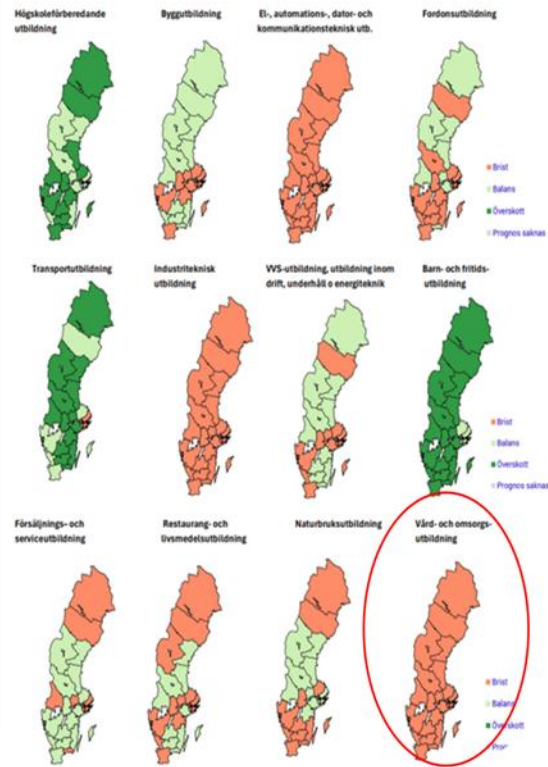 Högskoleförberedande
utbildning
Byggutbildning
El-, automations-, dator- och
kommunikationsteknisk utb.
Fordonsutbildning
Brist
Balans
Överskott
Prognos saknas
Transportutbildning
Industriteknisk
utbildning
VVS-utbildning, utbildning inom
drift, underhåll o energiteknik
Barn- och fritids-
utbildning
Brist
Balans
Överskott
Prognos saknas
Försäljnings- och
serviceutbildning
Restaurang- och
livsmedelsutbildning
Naturbruksutbildning
Vård- och omsorgs-
utbildning
Brist
Balans
Överskott